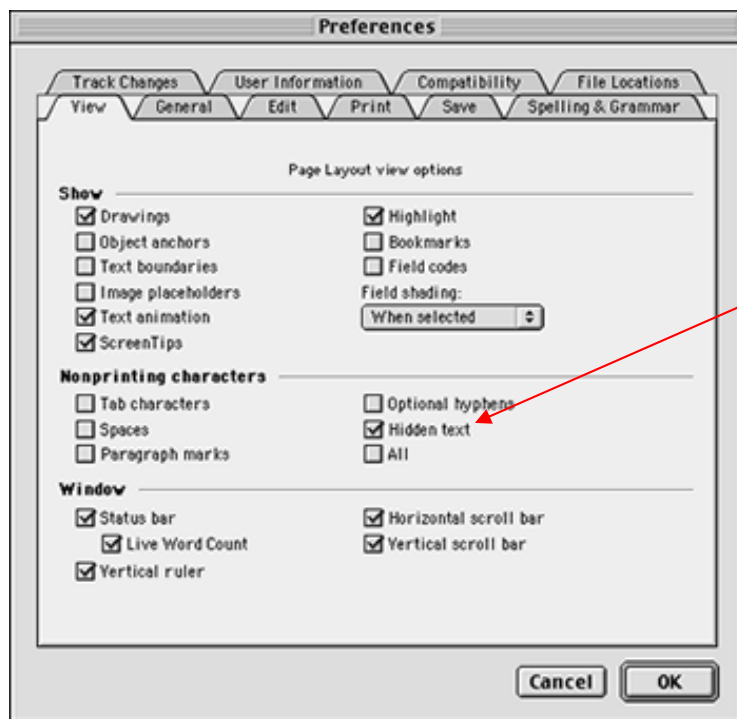 Preferences
Track Changes User Information Compatibility File Locations
View General Edit Print Save Spelling & Grammar
Page Layout view options
Show
Drawings Highlight
Object anchors Bookmarks
Text boundaries Field codes
Image placeholders Field shading:
Text animation When selected
ScreenTips
Nonprinting characters
Tab characters Optional hyphens
Spaces Hidden text
Paragraph marks All
Window
Status bar Horizontal scroll bar
Live Word Count Vertical scroll bar
Vertical ruler
Cancel OK